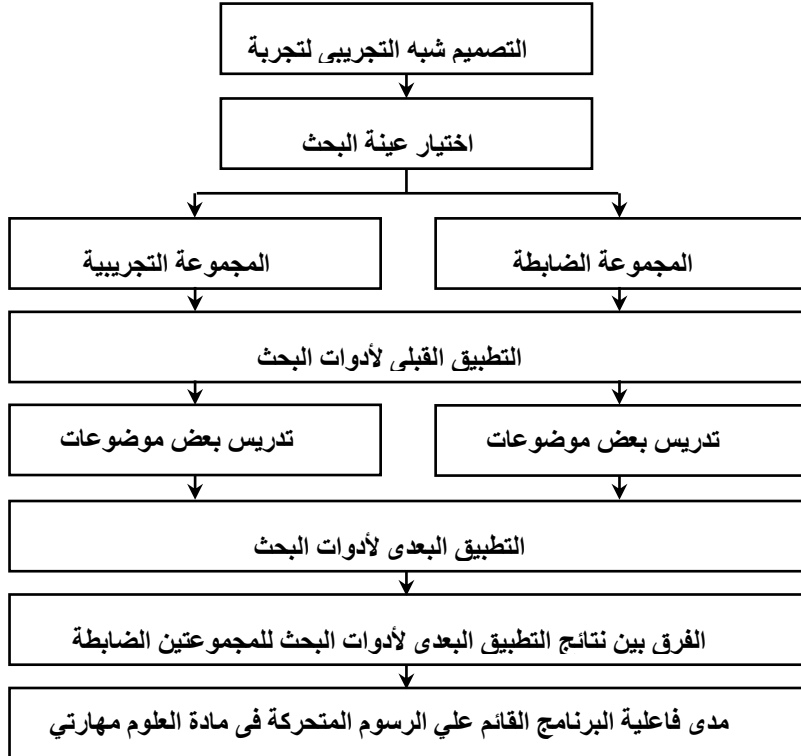 التصميم شبه التجريبى لتجربة
اختيار عينة البحث
المجموعة الضابطة
المجموعة التجريبية
التطبيق القبلى لأدوات البحث
تدريس بعض موضوعات
تدريس بعض موضوعات
التطبيق البعدى لأدوات البحث
الفرق بين نتائج التطبيق البعدى لأدوات البحث للمجموعتين الضابطة
مدى فاعلية البرنامج القائم علي الرسوم المتحركة فى مادة العلوم مهارتي